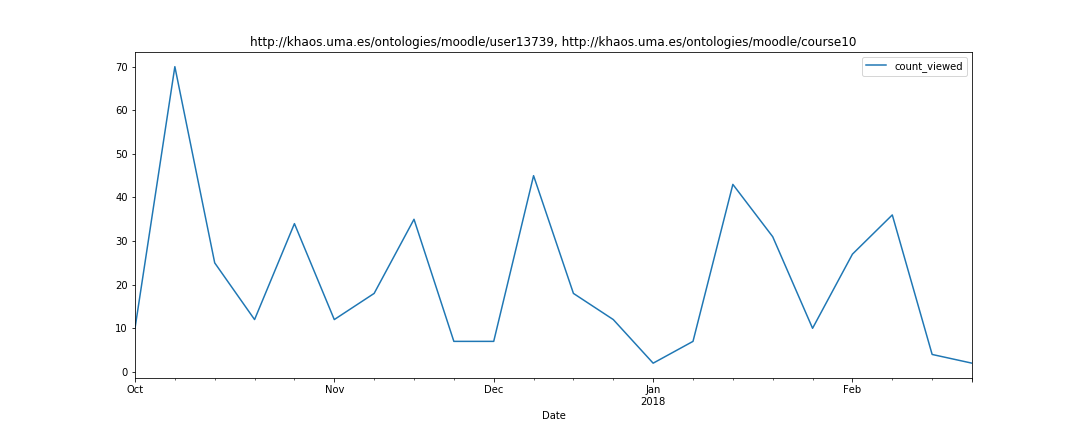 http://khaos.uma.es/ontologies/moodle/user13739, http://khaos.uma.es/ontologies/moodle/course10
count_viewed
70
60
50
40
30
20
10
0
Oct Nov Dec Jan Feb
2018
Date